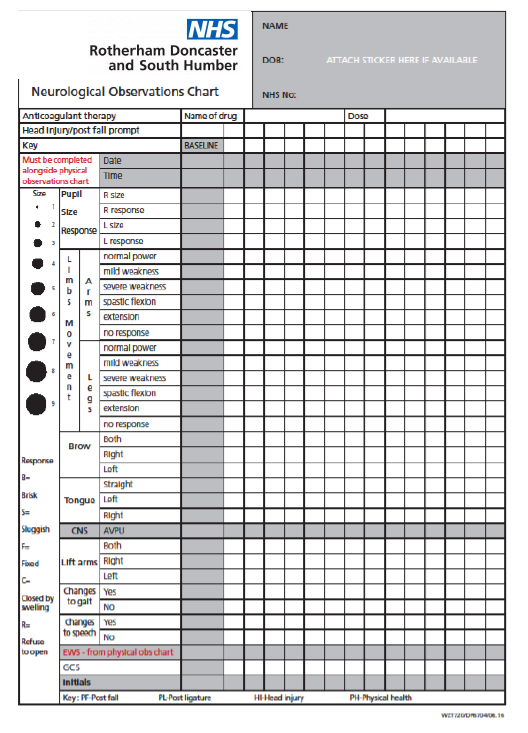 NHS
Rotherham Doncaster
and South Humber
Neurological Observations Chart
NAME
DOB:
ATTACH STICKER HERE IF AVAILABLE
NHS No:
Anticoagulant therapy Name of drug Dose
Head injury/post fall prompt
Key BASELINE
Must be completed
alongside physical
observations chart
Date
Time
Size
1
2
3
4
5
6
7
8
9
Pupil
Size
Response
R size
R response
L size
L response
Limbs Movement
Arms
normal power
mild weakness
severe weakness
spastic flexion
extension
no response
Legs
normal power
mild weakness
severe weakness
spastic flexion
extension
no response
Brow
Both
Right
Left
Tongue
Straight
Left
Right
CNS AVPU
Lift arms
Both
Right
Left
Changes
to gait
Yes
No
changes
to speech
Yes
No
EWS - from physical obs chart
GCS
Initials
Response
B=
Brisk
S=
Sluggish
F=
Fixed
C=
Closed by
swelling
R=
Refuse
to open
Key: PF-Post fall PL-Post ligature HI-Head injury PH-Physical health